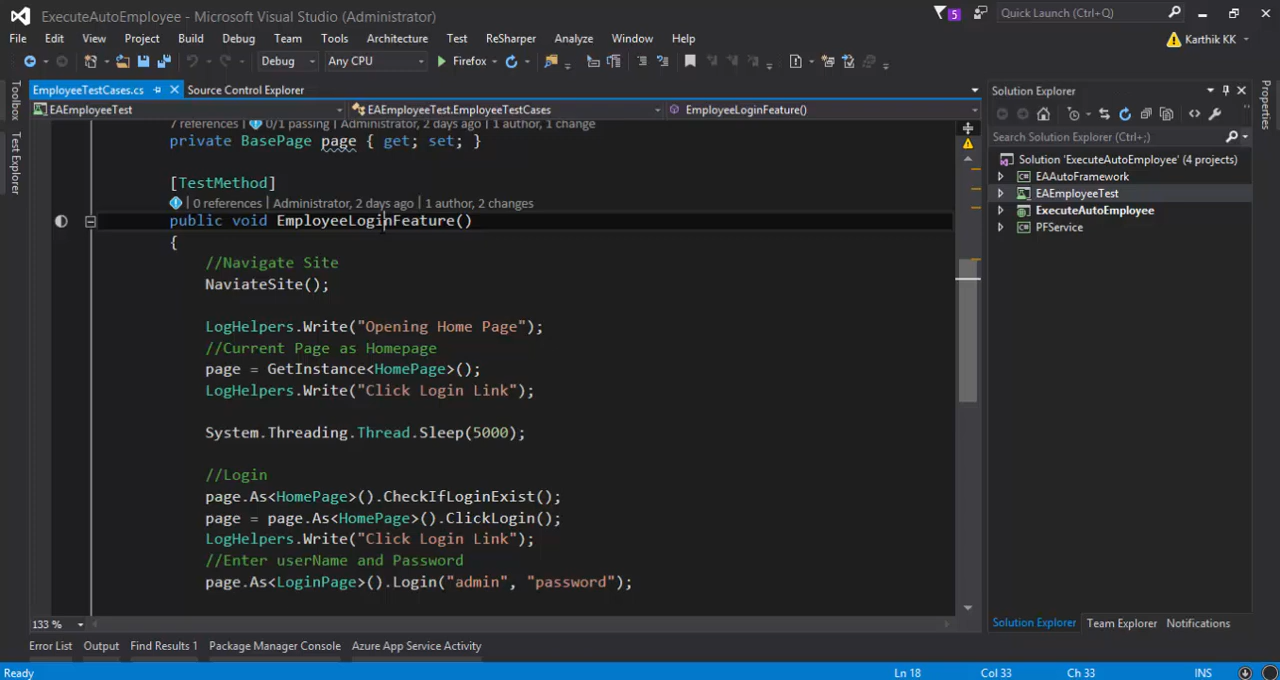 ExecuteAutoEmployee - Microsoft Visual Studio (Administrator)
5
Quick Launch (Ctrl+Q)
File Edit View Project Build Debug Team Tools Architecture Test ReSharper Analyze Window Help
Karthik KK
Debug Any CPU Firefox
EmployeeTestCases.cs Source Control Explorer
EAEmployeeTest EAEmployeeTest.EmployeeTestCases EmployeeLoginFeature()
Toolbox
Test Explorer
7 references | 0/1 passing | Administrator, 2 days ago | 1 author, 1 change
private BasePage page { get; set; }
[TestMethod]
0 references | Administrator, 2 days ago | 1 author, 2 changes
public void EmployeeLoginFeature()
{
//Navigate Site
NaviateSite();
LogHelpers.Write("Opening Home Page");
//Current Page as Homepage
page = GetInstance<HomePage>();
LogHelpers.Write("Click Login Link");
System.Threading.Thread.Sleep(5000);
//Login
page.As<HomePage>().CheckIfLoginExist();
page = page.As<HomePage>().ClickLogin();
LogHelpers.Write("Click Login Link");
//Enter userName and Password
page.As<LoginPage>().Login("admin", "password");
133 %
Solution Explorer
Search Solution Explorer (Ctrl+;)
Solution 'ExecuteAutoEmployee' (4 projects)
EAAutoFramework
EAEmployeeTest
ExecuteAutoEmployee
PFService
Solution Explorer Team Explorer Notifications
Properties
Error List Output Find Results 1 Package Manager Console Azure App Service Activity
Ready Ln 18 Col 33 Ch 33 INS